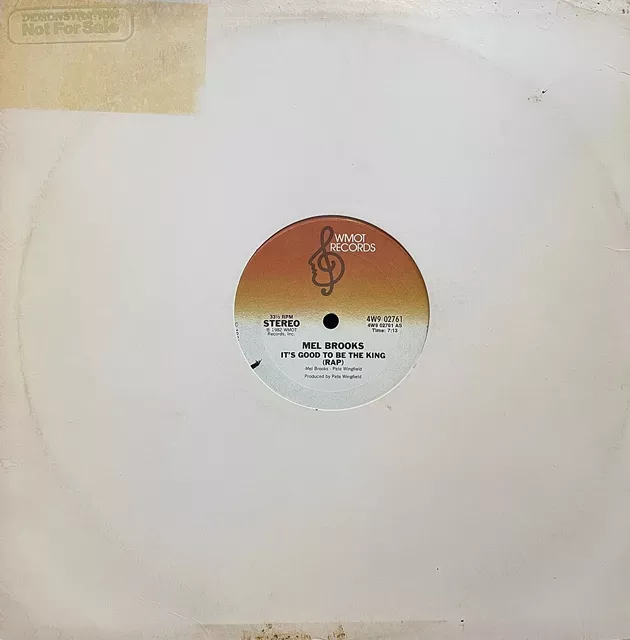 DEMONSTRATION
Not For Sale
WMOT
RECORDS
33⅓ RPM
STEREO
℗ 1982 WMOT
Records, Inc.
4W9 02761
4W9 02761 AS
Time: 7:13
MEL BROOKS
IT'S GOOD TO BE THE KING
(RAP)
-Mel Brooks - Pete Wingfield
Produced by Pete Wingfield